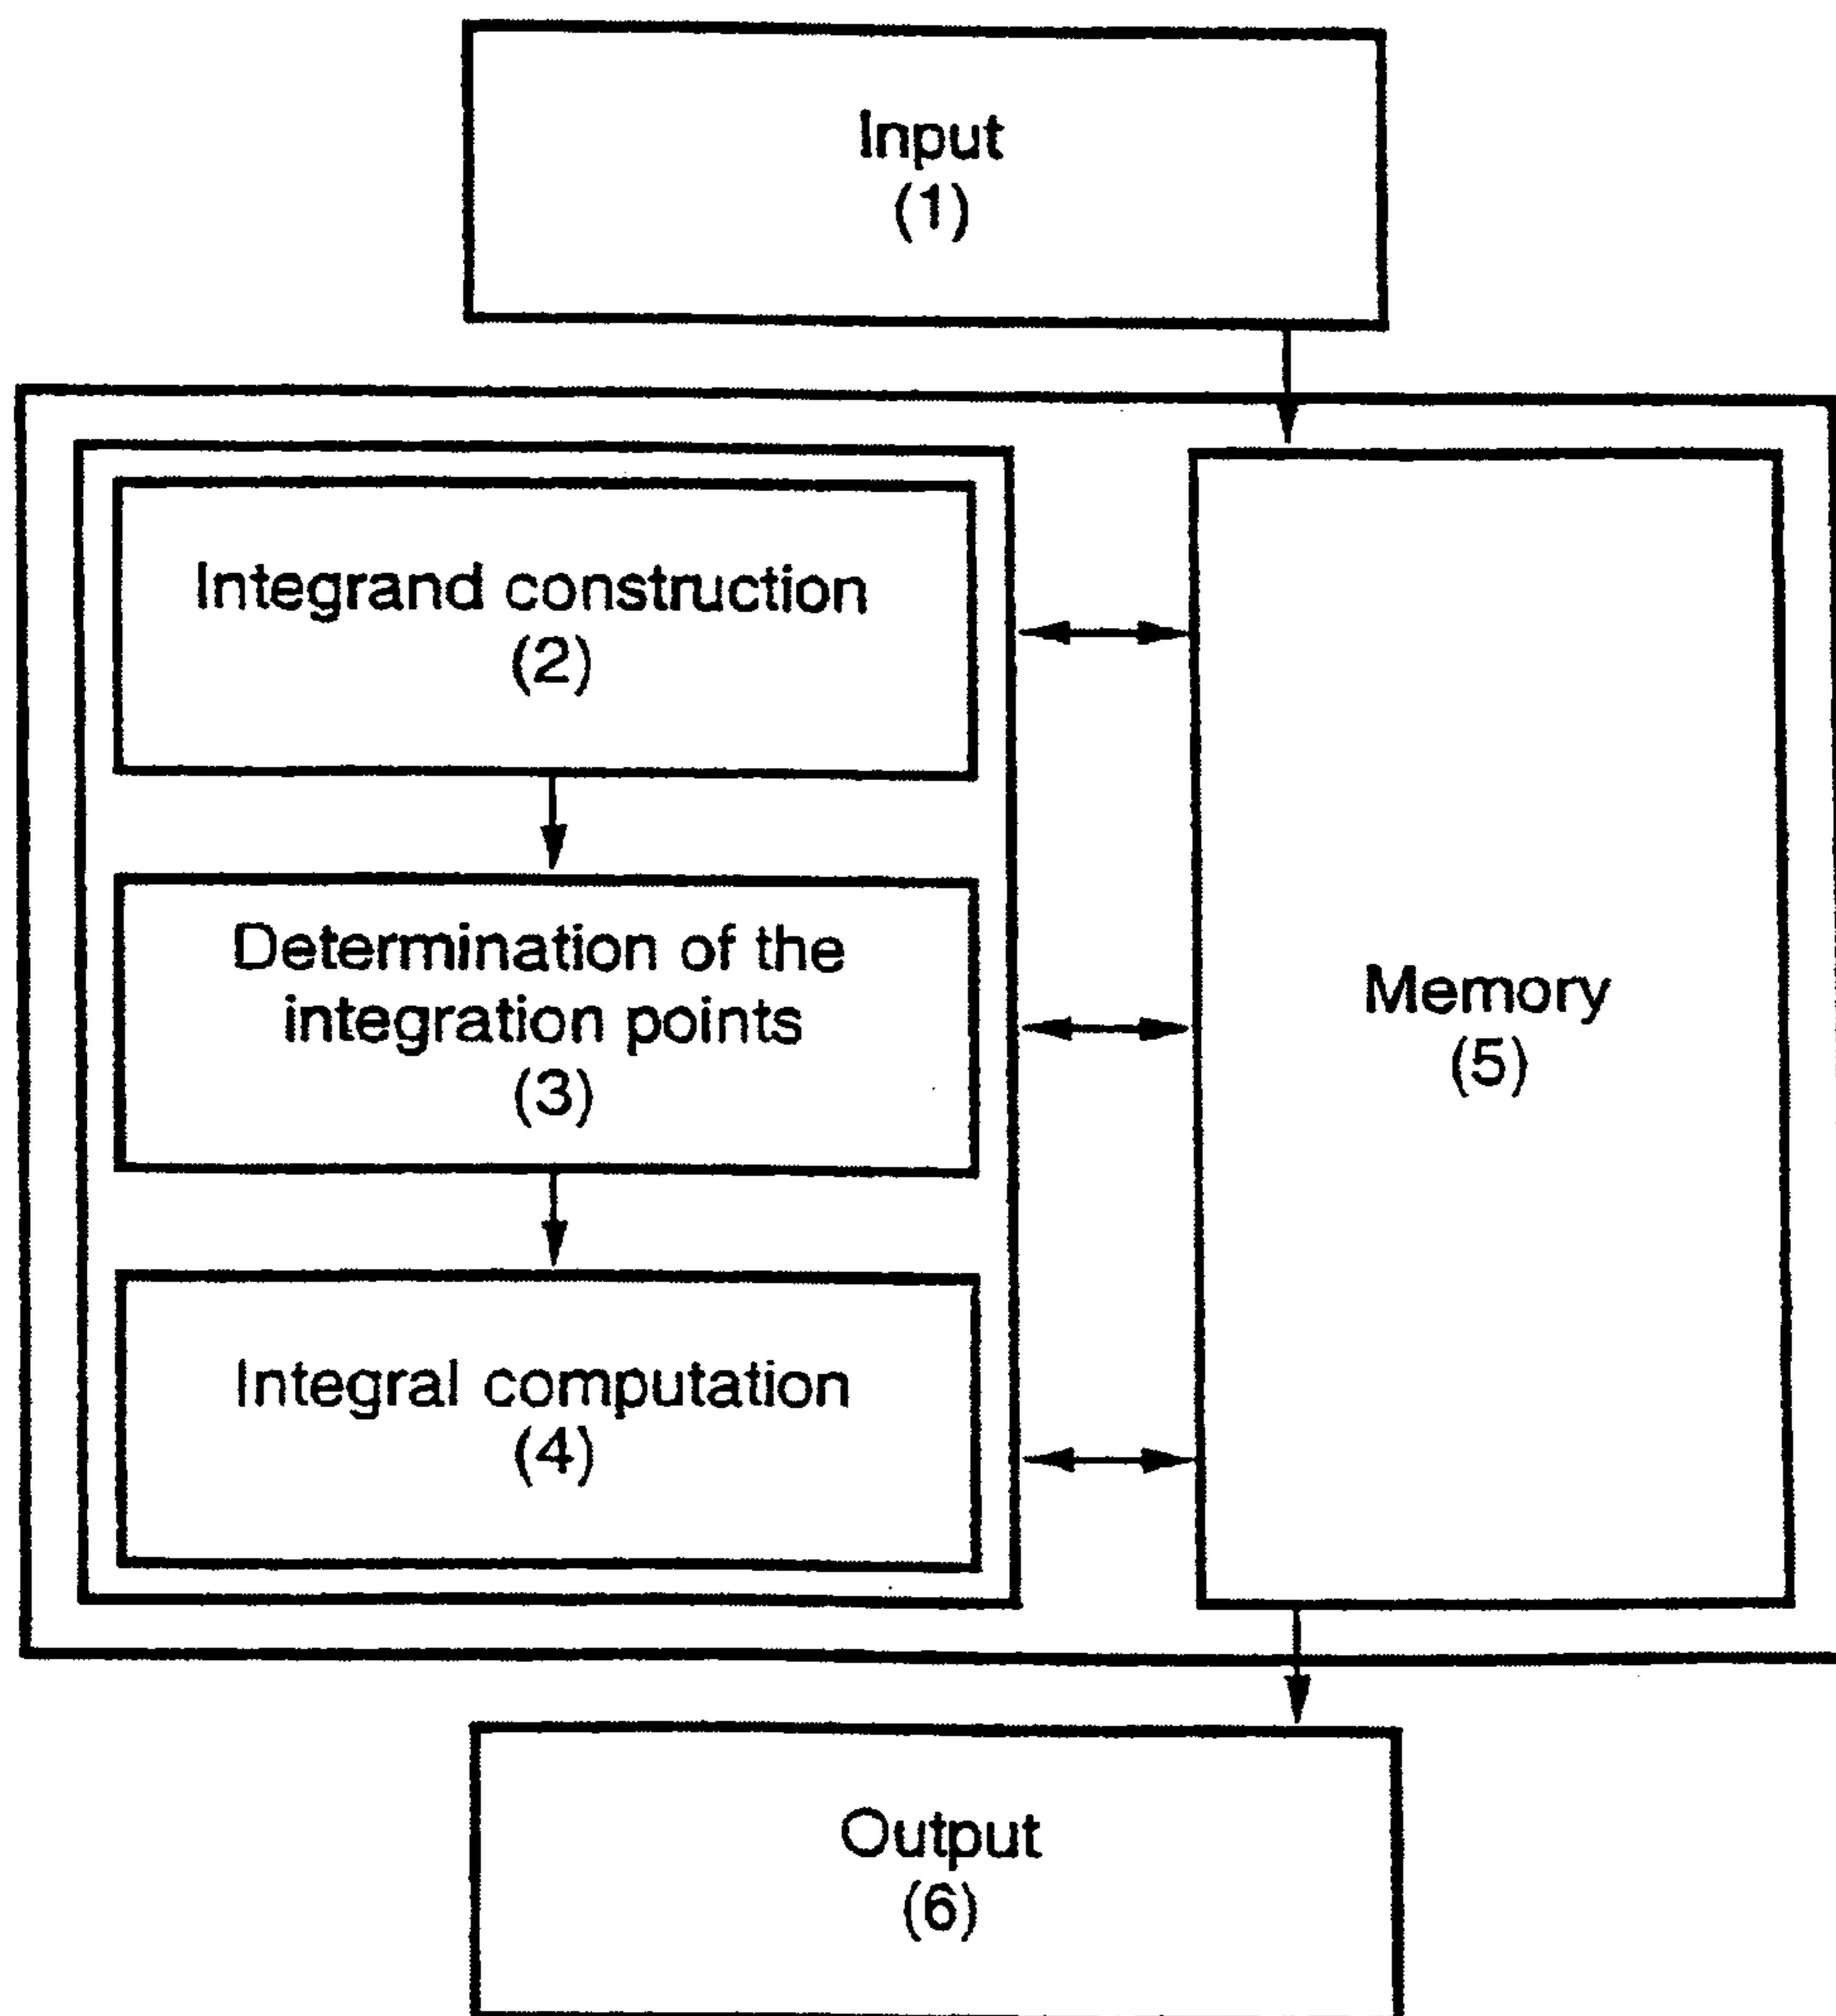 Input
(1)
Integrand construction
(2)
Determination of the
integration points
(3)
Integral computation
(4)
Memory
(5)
Output
(6)